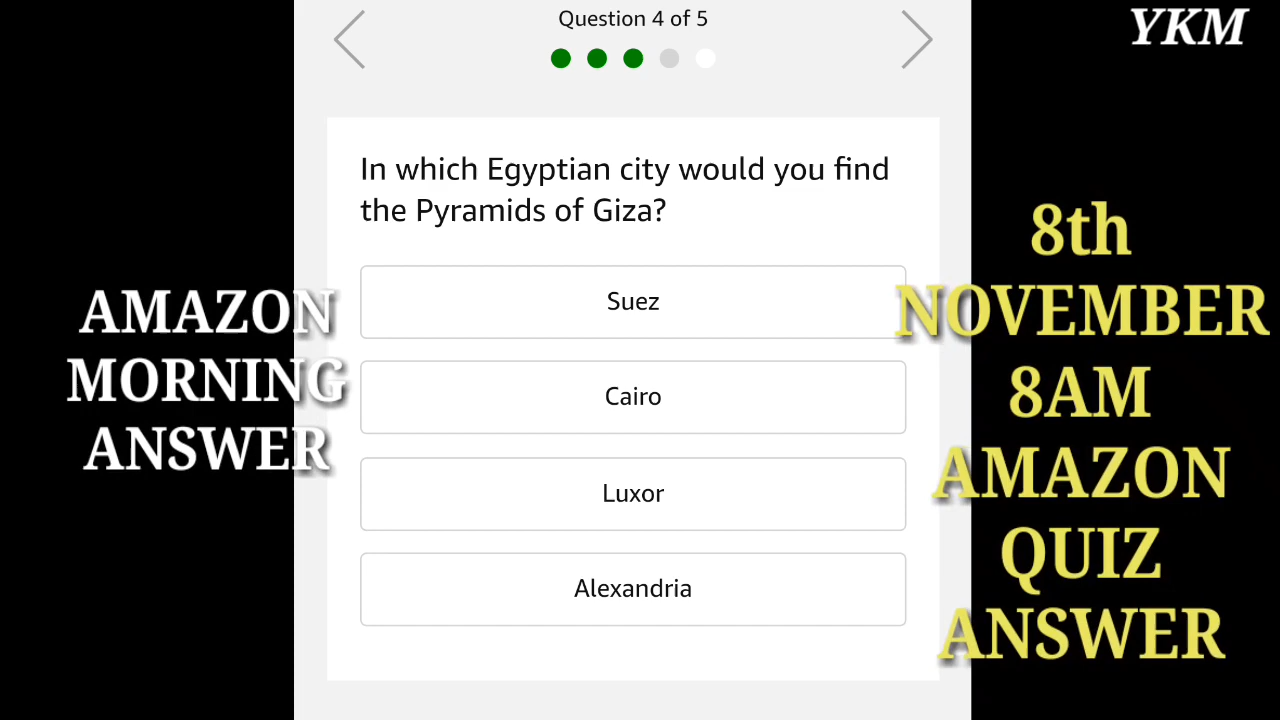 Question 4 of 5
YKM
In which Egyptian city would you find
the Pyramids of Giza?
Suez
Cairo
Luxor
Alexandria
AMAZON
MORNING
ANSWER
8th
NOVEMBER
8AM
AMAZON
QUIZ
ANSWER